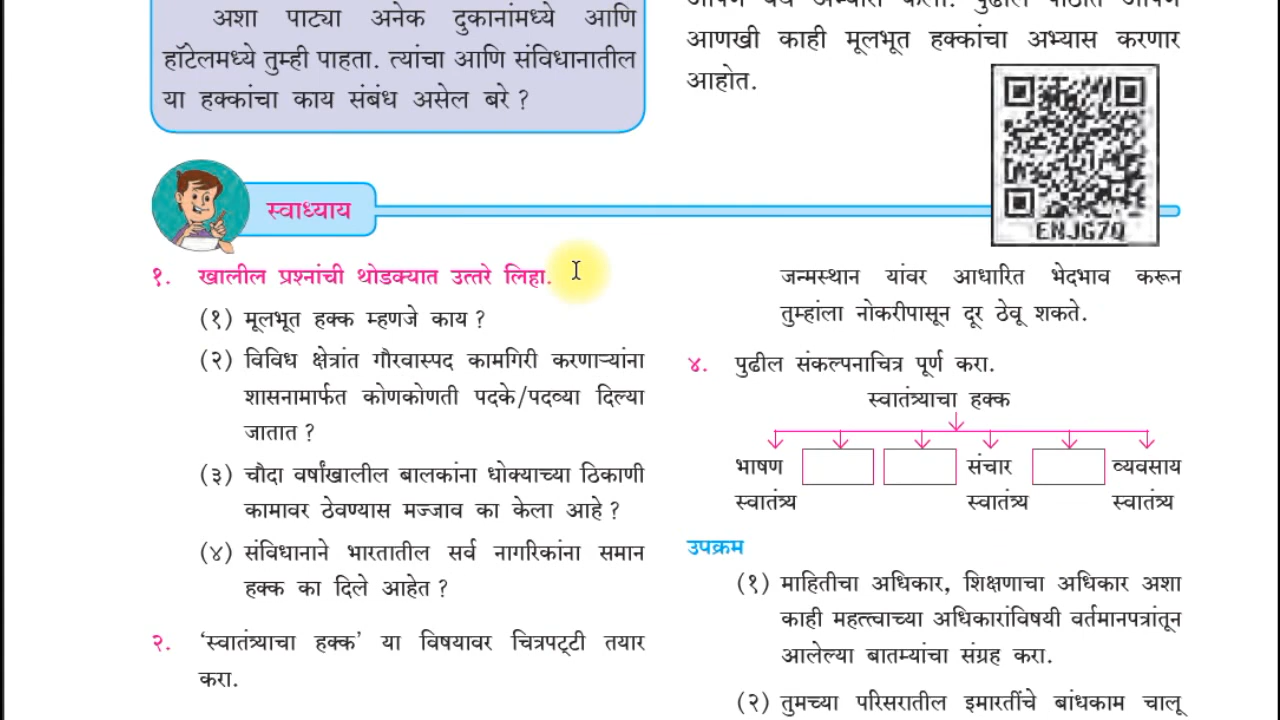 अशा पाट्या अनेक दुकानांमध्ये आणि
हॉटेलमध्ये तुम्ही पाहता. त्यांचा आणि संविधानातील
या हक्कांचा काय संबंध असेल बरे ?
आणखी काही मूलभूत हक्कांचा अभ्यास करणार
आहोत.
ENJG7Q
स्वाध्याय
१. खालील प्रश्नांची थोडक्यात उत्तरे लिहा.
(१) मूलभूत हक्क म्हणजे काय ?
(२) विविध क्षेत्रांत गौरवास्पद कामगिरी करणाऱ्यांना
शासनामार्फत कोणकोणती पदके/पदव्या दिल्या
जातात ?
(३) चौदा वर्षांखालील बालकांना धोक्याच्या ठिकाणी
कामावर ठेवण्यास मज्जाव का केला आहे ?
(४) संविधानाने भारतातील सर्व नागरिकांना समान
हक्क का दिले आहेत ?
२. ‘स्वातंत्र्याचा हक्क’ या विषयावर चित्रपट्टी तयार
करा.
जन्मस्थान यांवर आधारित भेदभाव करून
तुम्हांला नोकरीपासून दूर ठेवू शकते.
४. पुढील संकल्पनाचित्र पूर्ण करा.
स्वातंत्र्याचा हक्क
भाषण संचार व्यवसाय
स्वातंत्र्य स्वातंत्र्य स्वातंत्र्य
उपक्रम
(१) माहितीचा अधिकार, शिक्षणाचा अधिकार अशा
काही महत्त्वाच्या अधिकारांविषयी वर्तमानपत्रांतून
आलेल्या बातम्यांचा संग्रह करा.
(२) तुमच्या परिसरातील इमारतींचे बांधकाम चालू